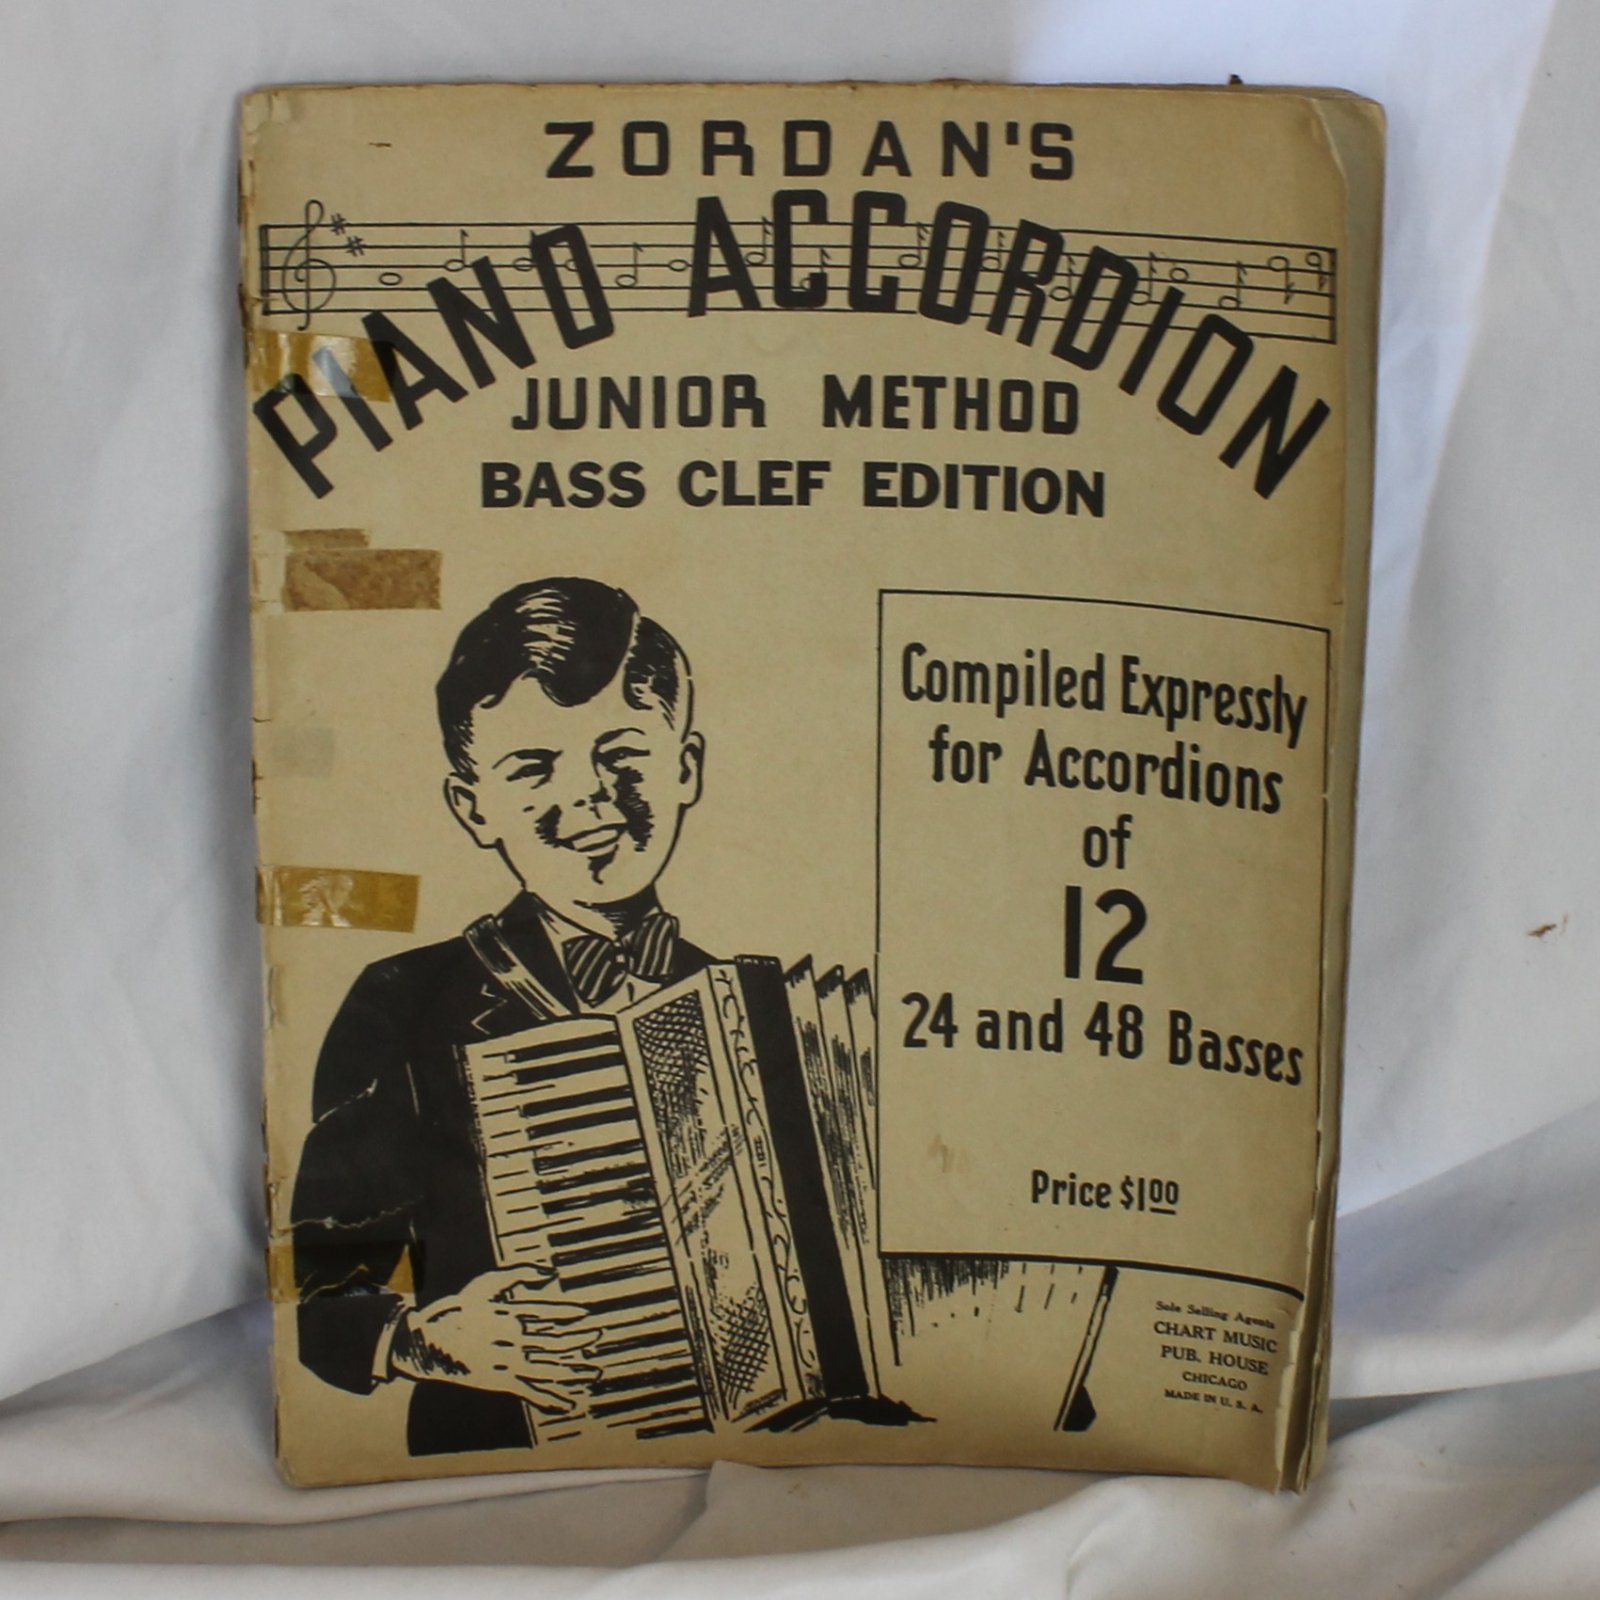 ZORDAN'S
PIANO ACCORDION
JUNIOR METHOD
BASS CLEF EDITION
Compiled Expressly
for Accordions
of
12
24 and 48 Basses
Price $1.00
Sole Selling Agents
CHART MUSIC
PUB. HOUSE
CHICAGO
MADE IN U. S. A.